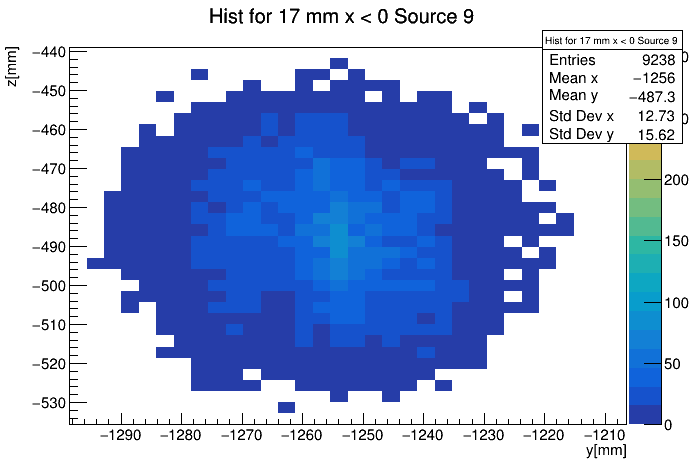 Hist for 17 mm x < 0 Source 9
Hist for 17 mm x < 0 Source 9
Entries 9238
Mean x −1256
Mean y −487.3
Std Dev x 12.73
Std Dev y 15.62
z[mm]
−440
−450
−460
−470
−480
−490
−500
−510
−520
−530
−1290 −1280 −1270 −1260 −1250 −1240 −1230 −1220 −1210
y[mm]
200
150
100
50
0